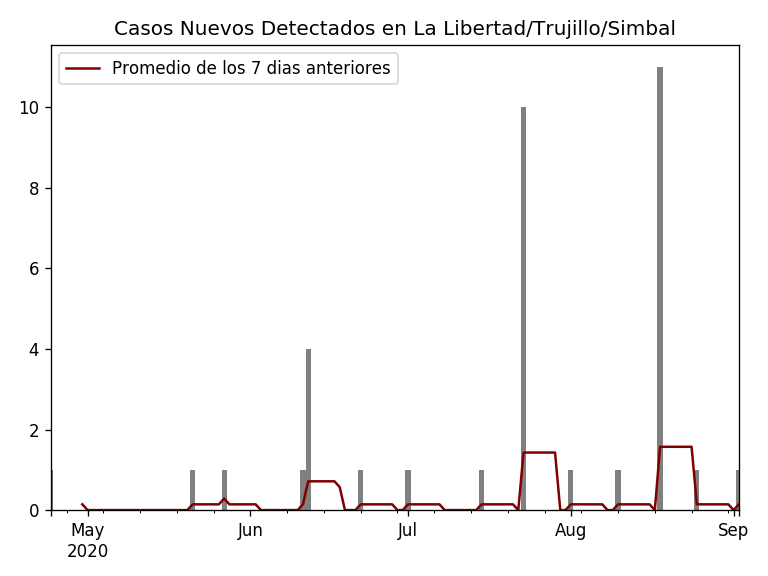 Casos Nuevos Detectados en La Libertad/Trujillo/Simbal
Promedio de los 7 dias anteriores
10
8
6
4
2
0
May Jun Jul Aug Sep
2020